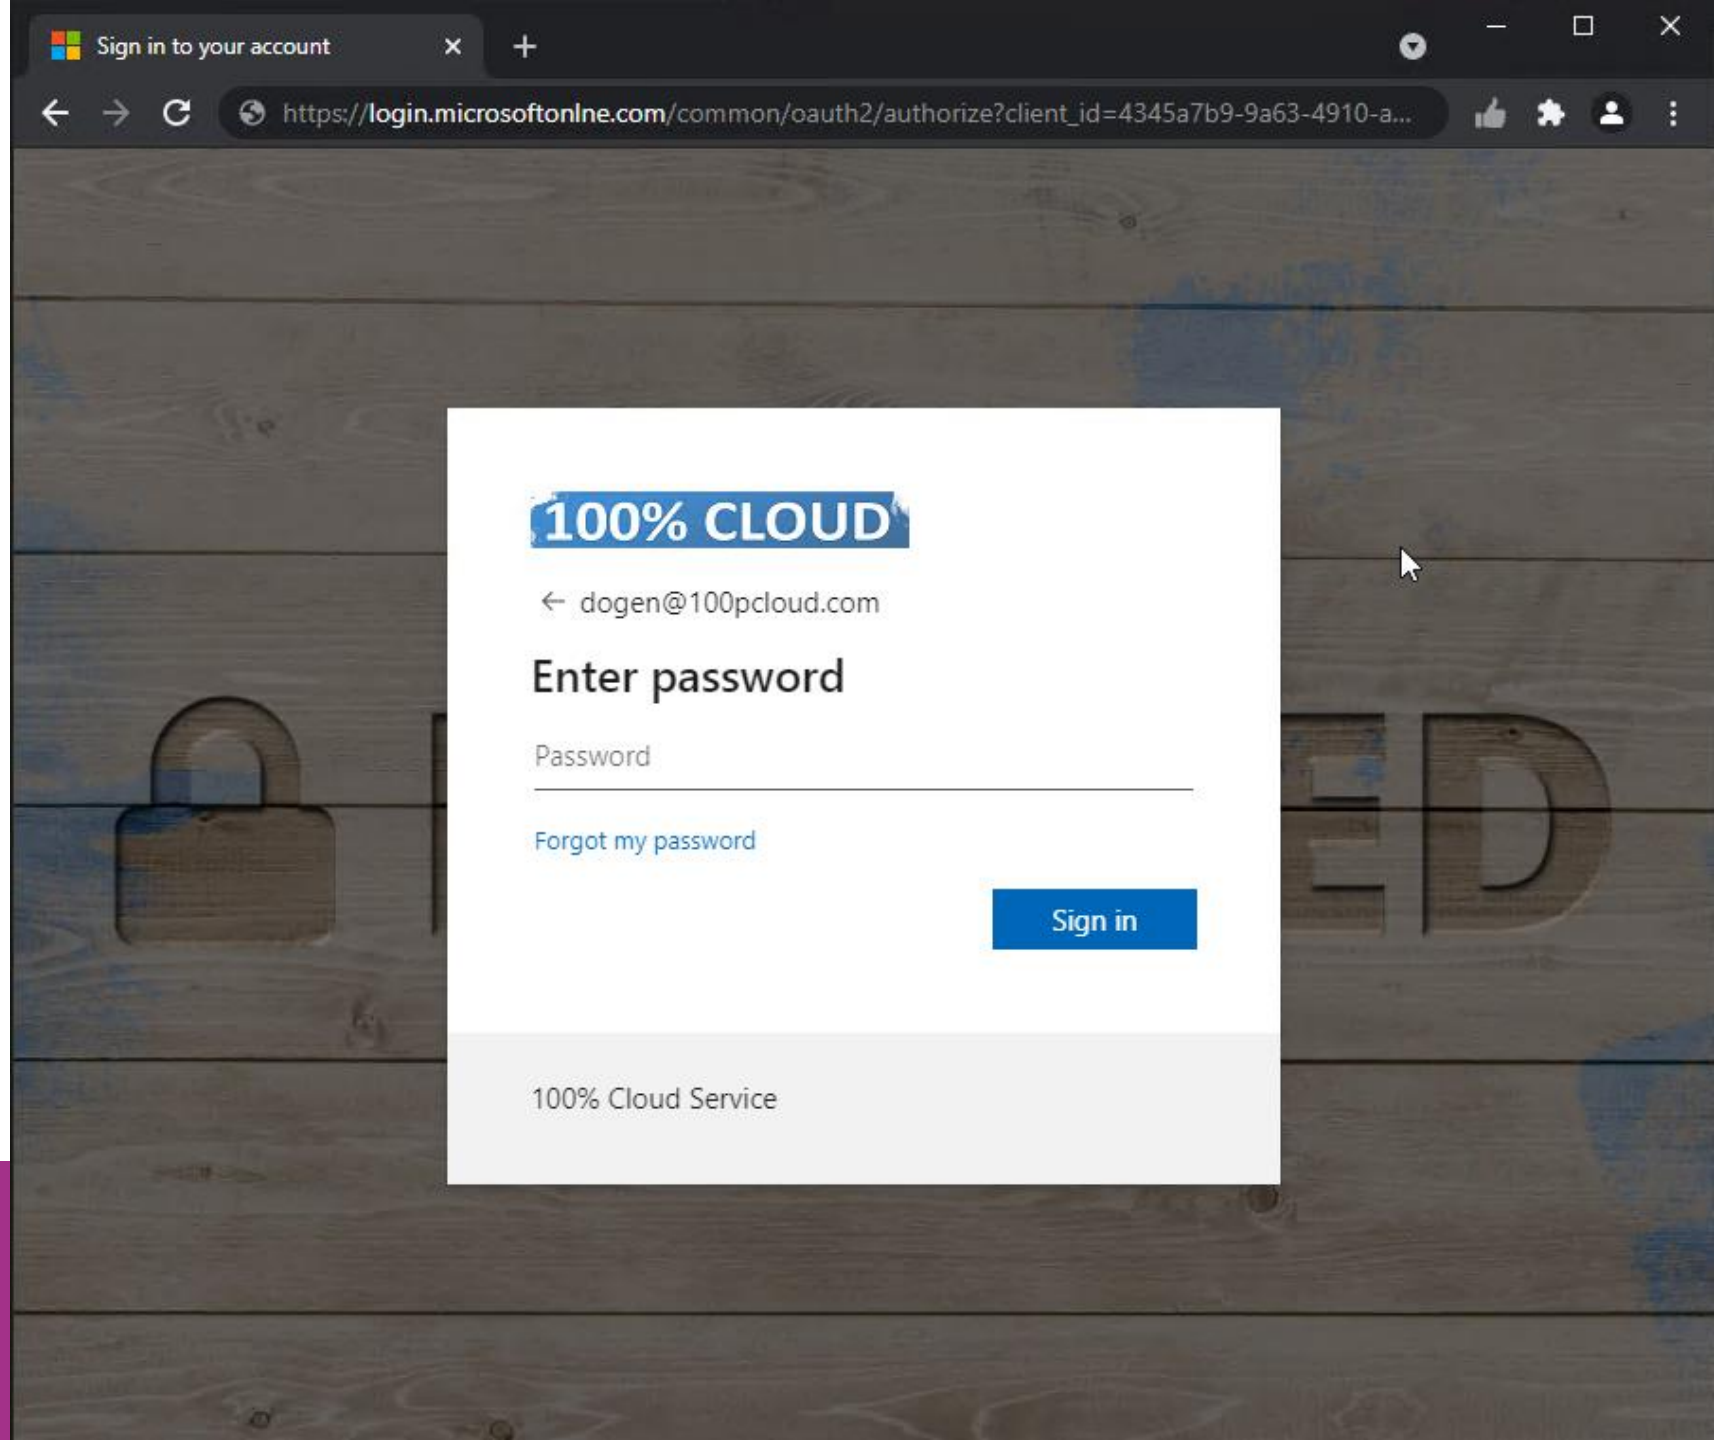 Sign in to your account
https://login.microsoftonlne.com/common/oauth2/authorize?client_id=4345a7b9-9a63-4910-a...
100% CLOUD
dogen@100pcloud.com
Enter password
Password
Forgot my password
Sign in
100% Cloud Service